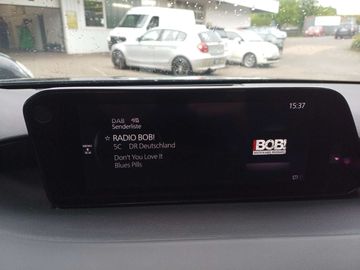 15:37
DAB
Senderliste
☆ RADIO BOB!
5C DR Deutschland
BOB!
Don't You Love It
Blues Pills